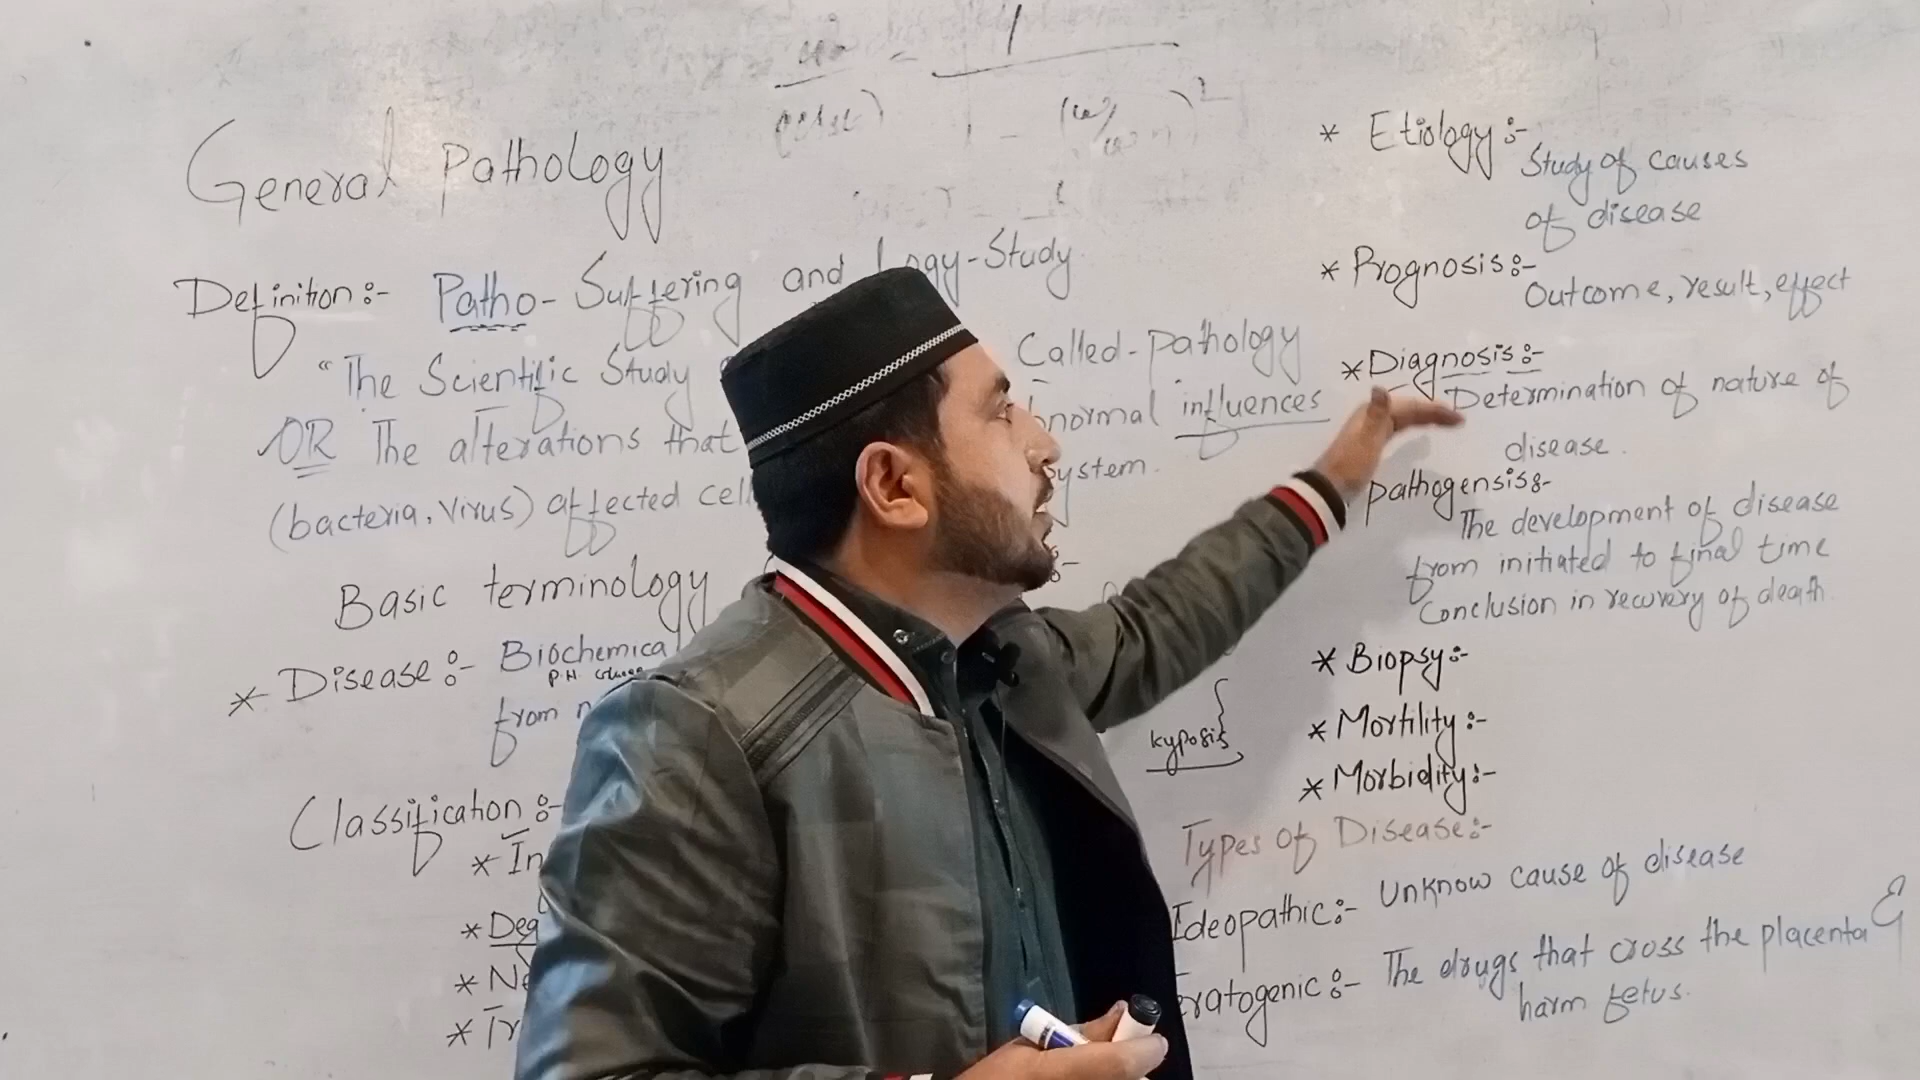 General Pathology
Definition:- Patho- Suffering and Logy-Study
"The Scientific Study Called-Pathology
OR The alterations that abnormal influences
(bacteria, virus) affected cell system.
Basic terminology
* Disease:- Biochemical
P.H.
from
Classification:-
* In
* Deg
* Ne
* Tr
kyposis
* Etiology:-
Study of causes
of disease
* Prognosis:-
Outcome, result, effect
* Diagnosis:-
Determination of nature of
disease.
Pathogensis:-
The development of disease
from initiated to final time
Conclusion in recovery of death.
* Biopsy:-
* Mortility:-
* Morbidity:-
Types of Disease:-
Ideopathic:- Unknow cause of disease
eratogenic:- The drugs that cross the placenta &
harm fetus.